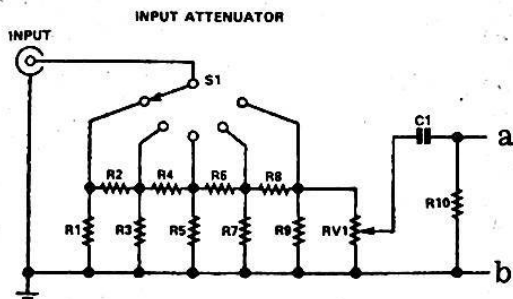 INPUT ATTENUATOR
INPUT
S1
C1
a
R2
R4
R6
R8
R10
R1
R3
R5
R7
R9
RV1
b